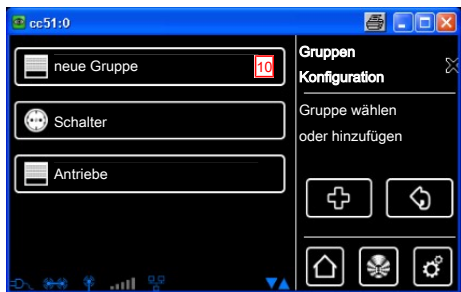 cc51:0
neue Gruppe 10
Schalter
Antriebe
Gruppen
Konfiguration
Gruppe wählen
oder hinzufügen